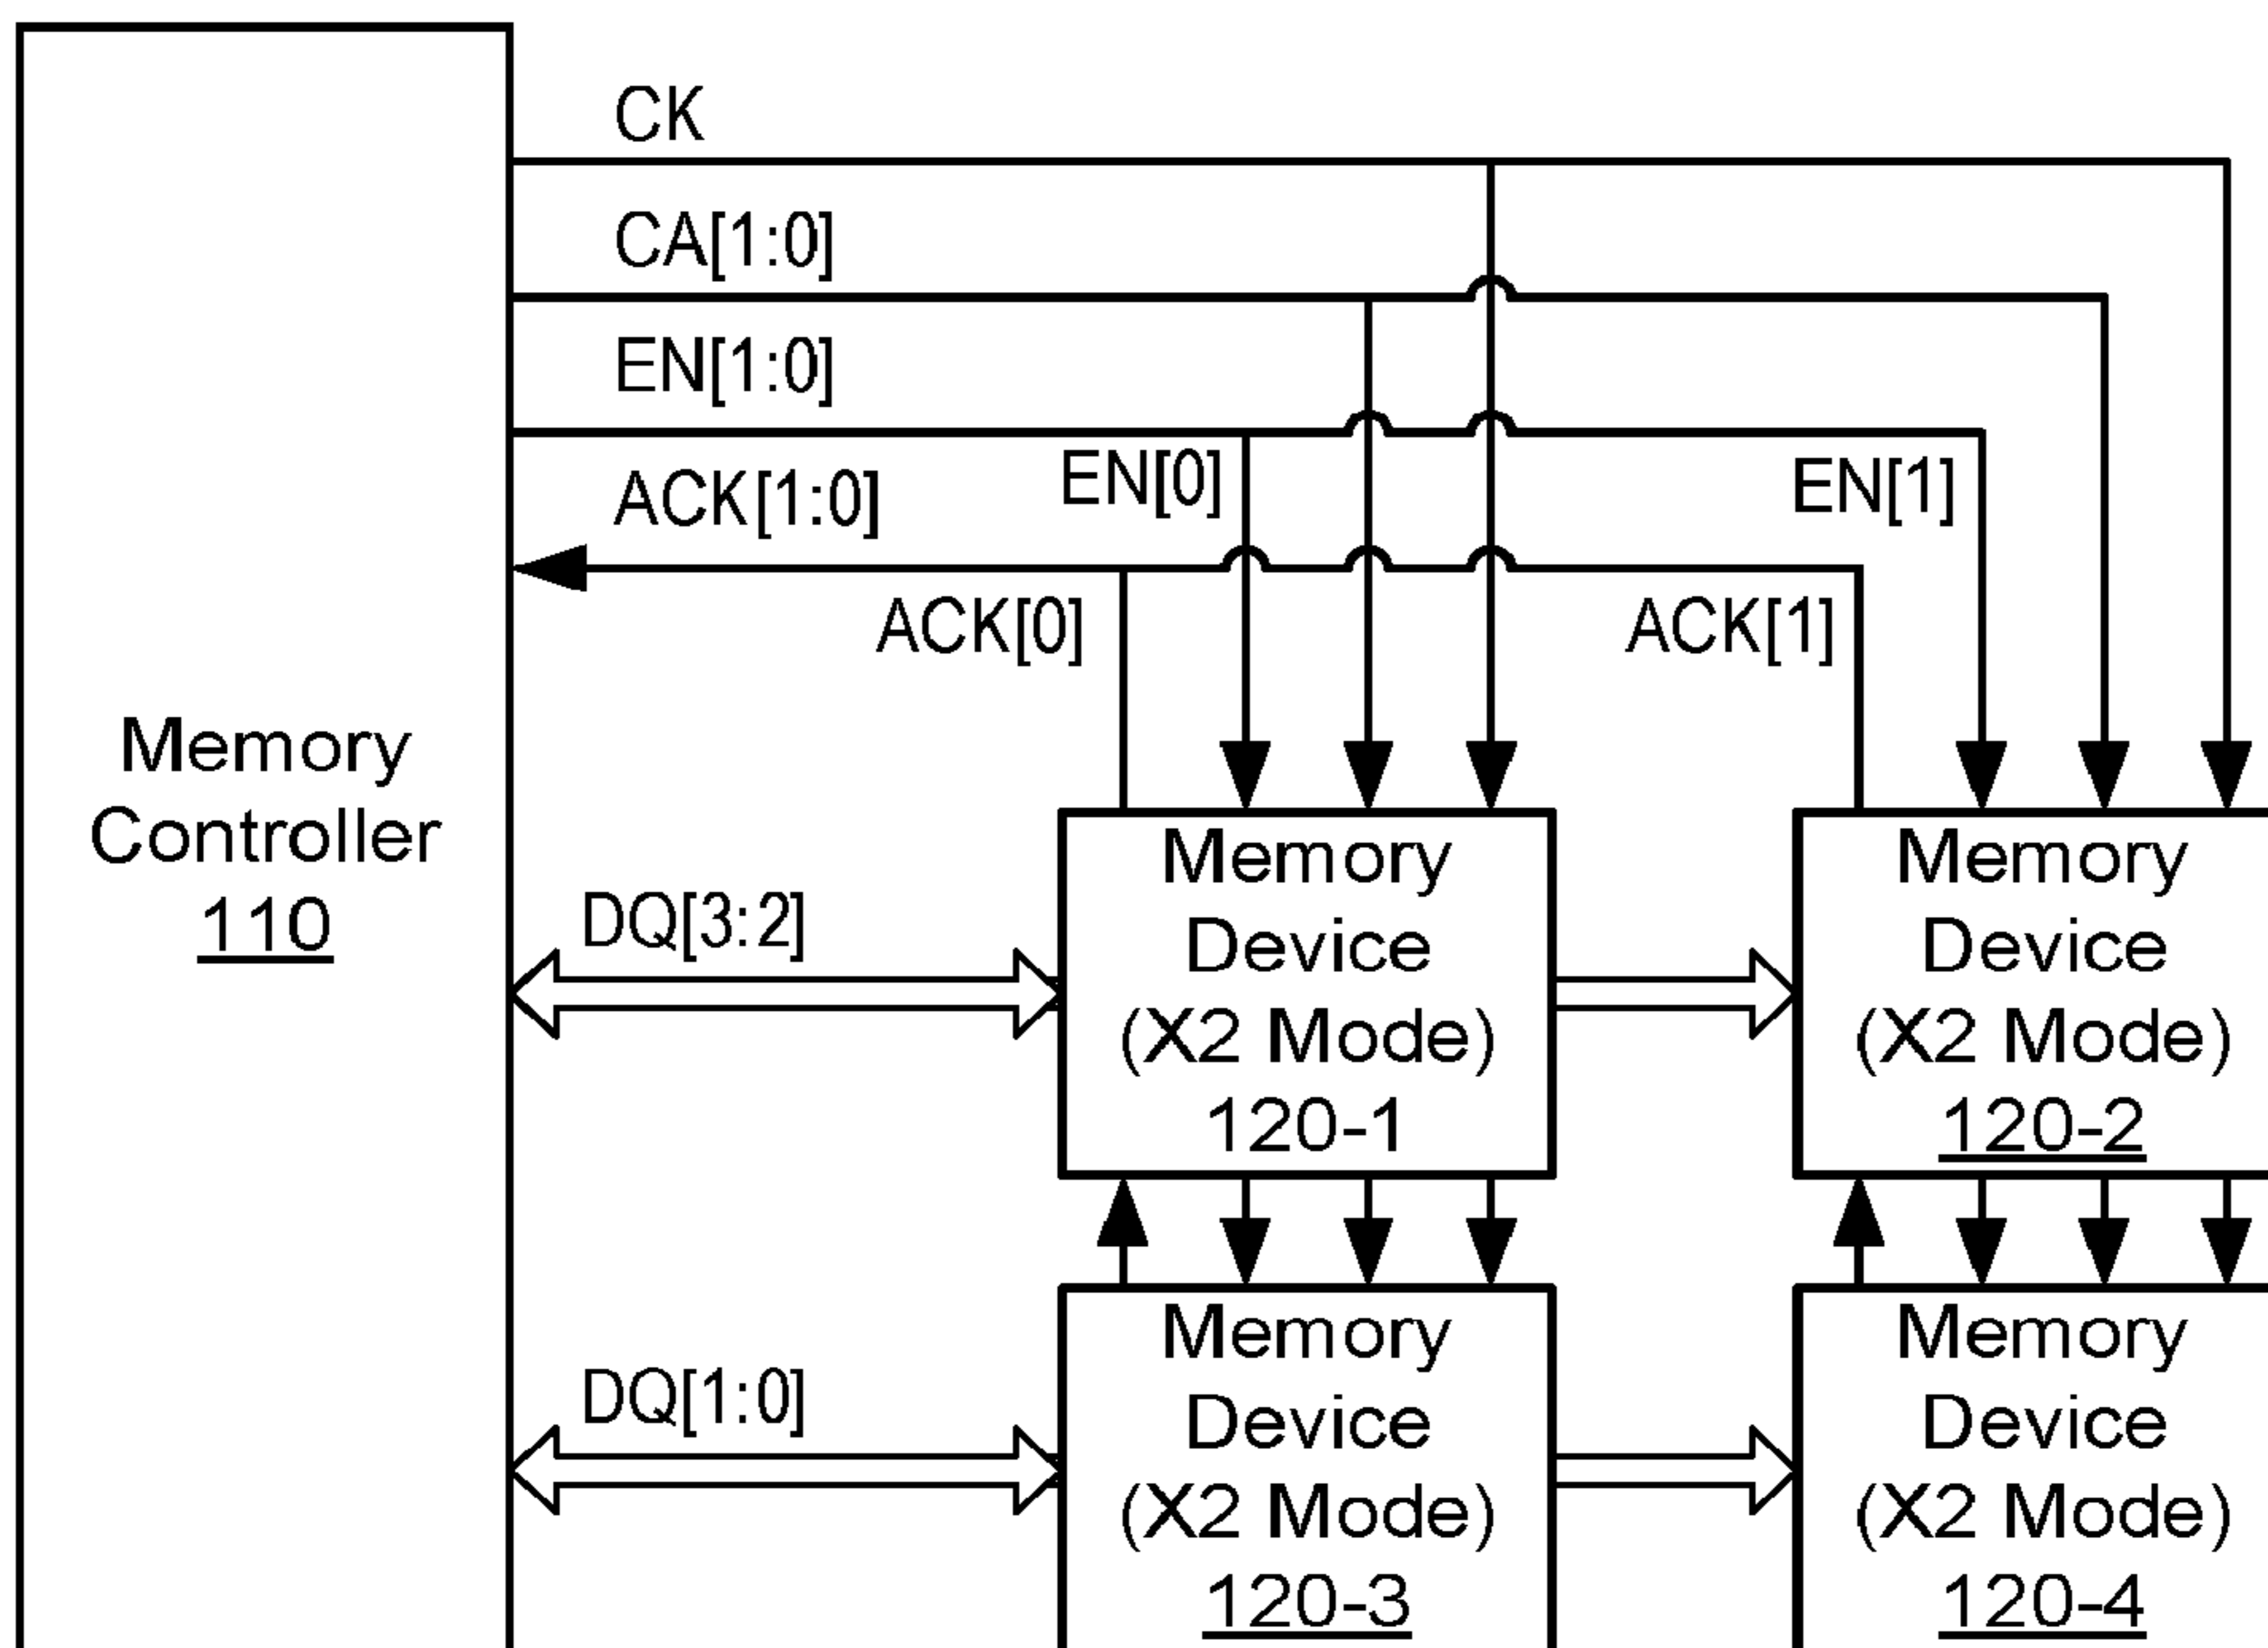 CK
CA[1:0]
EN[1:0]
ACK[1:0]
EN[0]
EN[1]
ACK[0]
ACK[1]
Memory
Controller
110
DQ[3:2]
Memory
Device
(X2 Mode)
120-1
Memory
Device
(X2 Mode)
120-2
DQ[1:0]
Memory
Device
(X2 Mode)
120-3
Memory
Device
(X2 Mode)
120-4